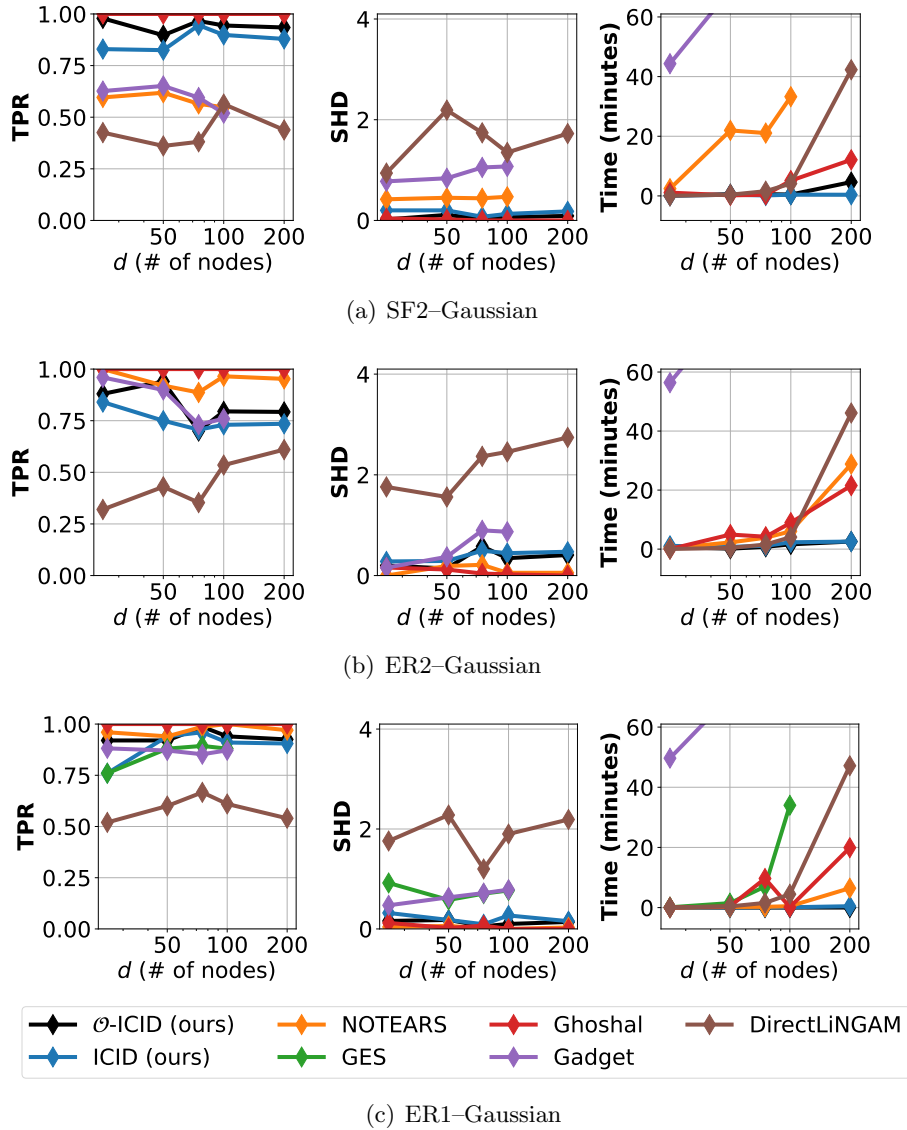 1.00
0.75
0.50
0.25
0.00
TPR
50 100 200
d (# of nodes)
4
2
0
SHD
50 100 200
d (# of nodes)
60
40
20
0
Time (minutes)
50 100 200
d (# of nodes)
(a) SF2–Gaussian
1.00
0.75
0.50
0.25
0.00
TPR
50 100 200
d (# of nodes)
4
2
0
SHD
50 100 200
d (# of nodes)
60
40
20
0
Time (minutes)
50 100 200
d (# of nodes)
(b) ER2–Gaussian
1.00
0.75
0.50
0.25
0.00
TPR
50 100 200
d (# of nodes)
4
2
0
SHD
50 100 200
d (# of nodes)
60
40
20
0
Time (minutes)
50 100 200
d (# of nodes)
𝒪-ICID (ours) NOTEARS Ghoshal DirectLiNGAM
ICID (ours) GES Gadget
(c) ER1–Gaussian